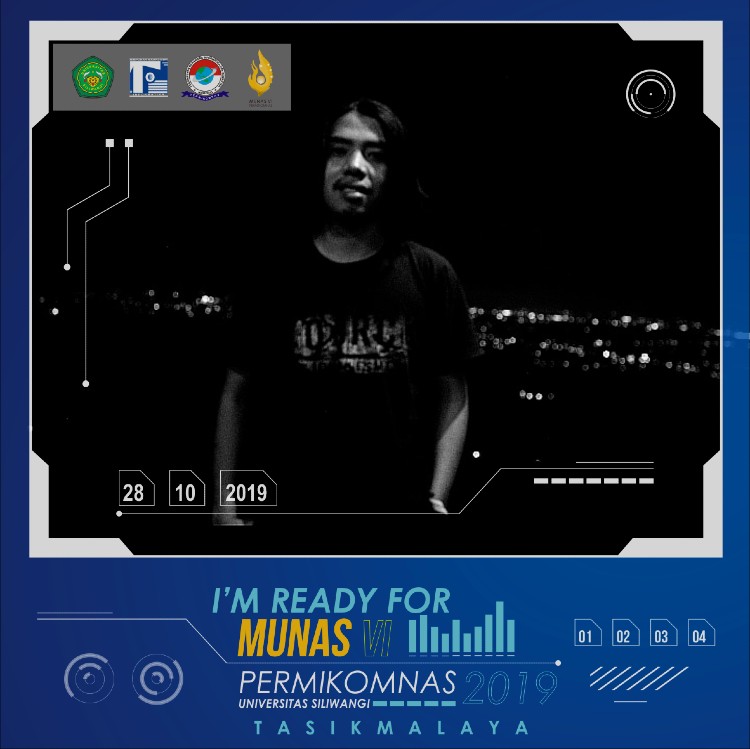 28 10 2019
I'M READY FOR
MUNAS VI
01 02 03 04
PERMIKOMNAS 2019
UNIVERSITAS SILIWANGI
TASIKMALAYA